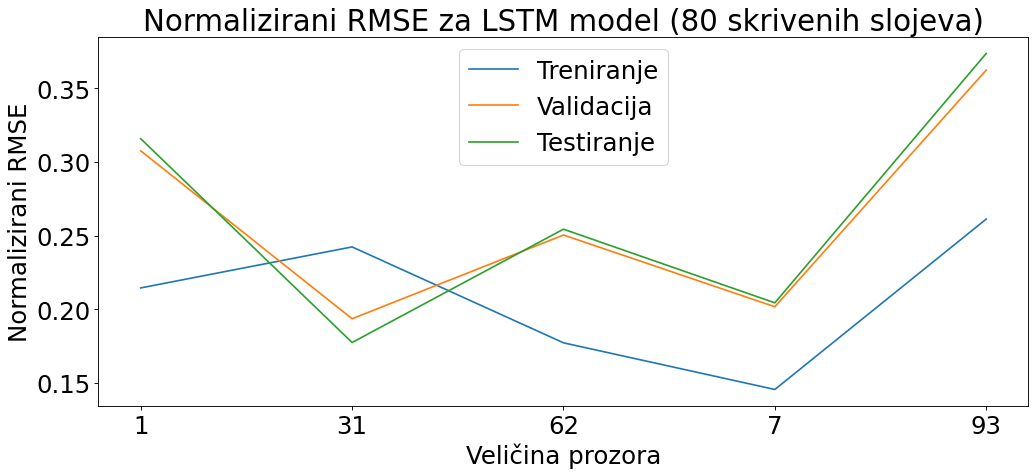 Normalizirani RMSE za LSTM model (80 skrivenih slojeva)
Treniranje
Validacija
Testiranje
Normalizirani RMSE
0.35
0.30
0.25
0.20
0.15
1 31 62 7 93
Veličina prozora